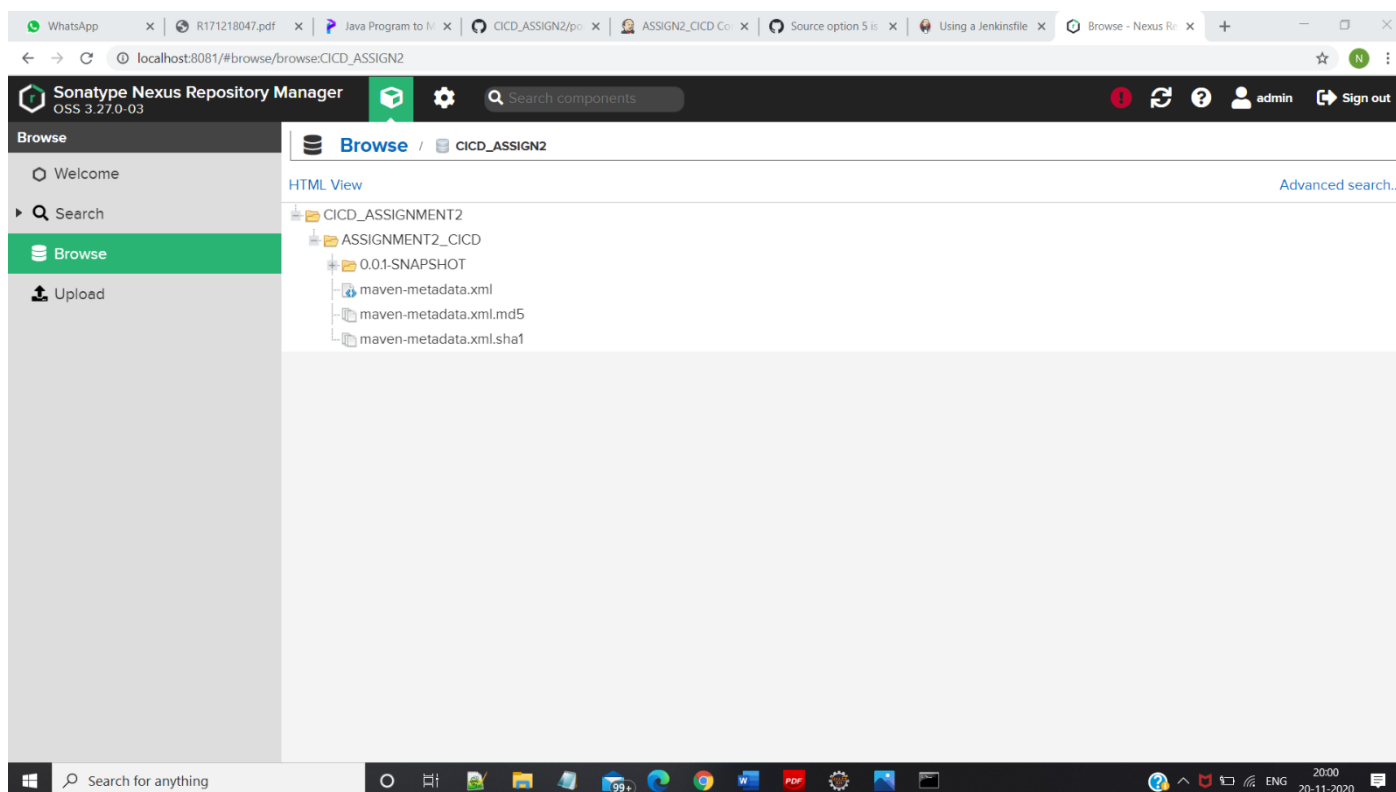 WhatsApp
R171218047.pdf
Java Program to M
CICD_ASSIGN2/po
ASSIGN2_CICD Co
Source option 5 is
Using a Jenkinsfile
Browse - Nexus Re
localhost:8081/#browse/browse:CICD_ASSIGN2
N
Sonatype Nexus Repository Manager
OSS 3.27.0-03
Search components
admin
Sign out
Browse
Browse / CICD_ASSIGN2
Welcome
HTML View
Advanced search..
Search
CICD_ASSIGNMENT2
ASSIGNMENT2_CICD
Browse
0.0.1-SNAPSHOT
maven-metadata.xml
Upload
maven-metadata.xml.md5
maven-metadata.xml.sha1
Search for anything
99+
W
PDF
ENG
20:00
20-11-2020